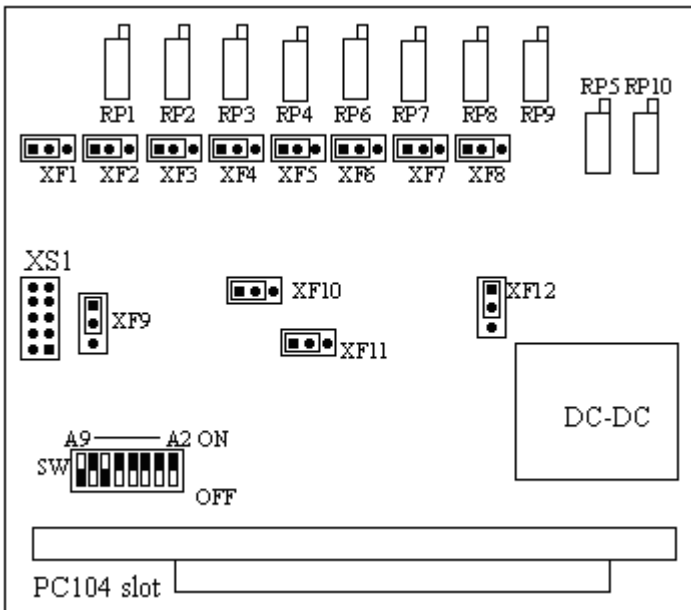 RP1 RP2 RP3 RP4 RP6 RP7 RP8 RP9
RP5 RP10
XF1 XF2 XF3 XF4 XF5 XF6 XF7 XF8
XS1
XF9
XF10
XF11
XF12
DC-DC
A9 A2 ON
SW
OFF
PC104 slot